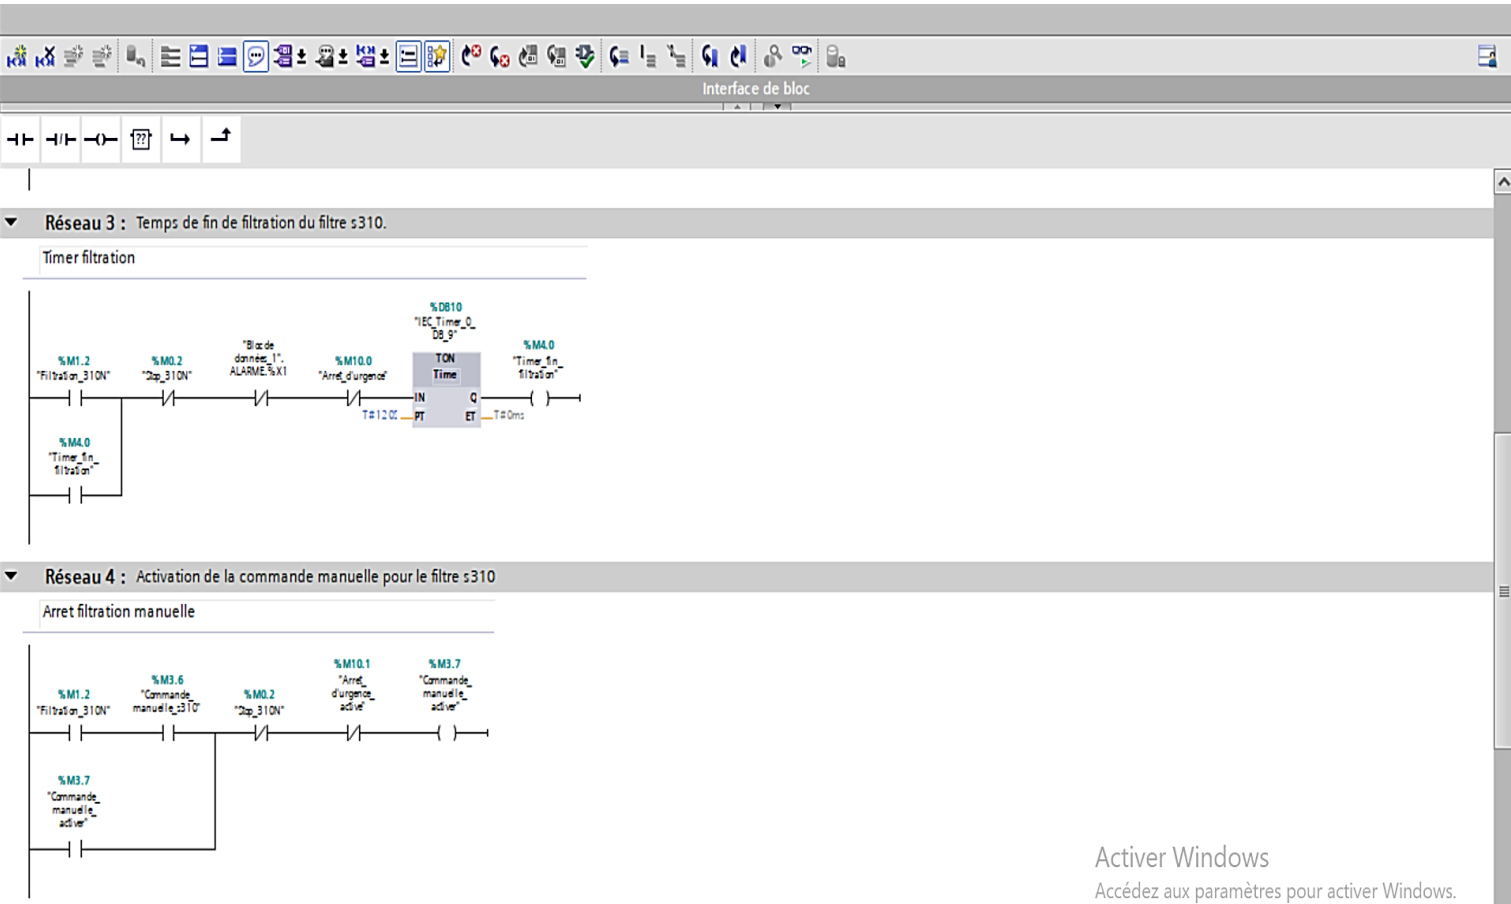 Interface de bloc
??
Réseau 3 : Temps de fin de filtration du filtre s310.
Timer filtration
%DB10
"IEC_Timer_0_
DB_9"
%M1.2
"Filtration_310N"
%M0.2
"Stop_310N"
"Bloc de
données_1".
ALARME.%X1
%M10.0
"Arret_d'urgence"
TON
Time
%M4.0
"Timer_fin_
filtration"
IN
Q
PT
ET
T#0ms
%M4.0
"Timer_fin_
filtration"
Réseau 4 : Activation de la commande manuelle pour le filtre s310
Arret filtration manuelle
%M1.2
"Filtration_310N"
%M3.6
"Commande_
manuelle_s310"
%M0.2
"Stop_310N"
%M10.1
"Arret_
d'urgence_
active"
%M3.7
"Commande_
manuelle_
activer"
%M3.7
"Commande_
manuelle_
activer"
Activer Windows
Accédez aux paramètres pour activer Windows.